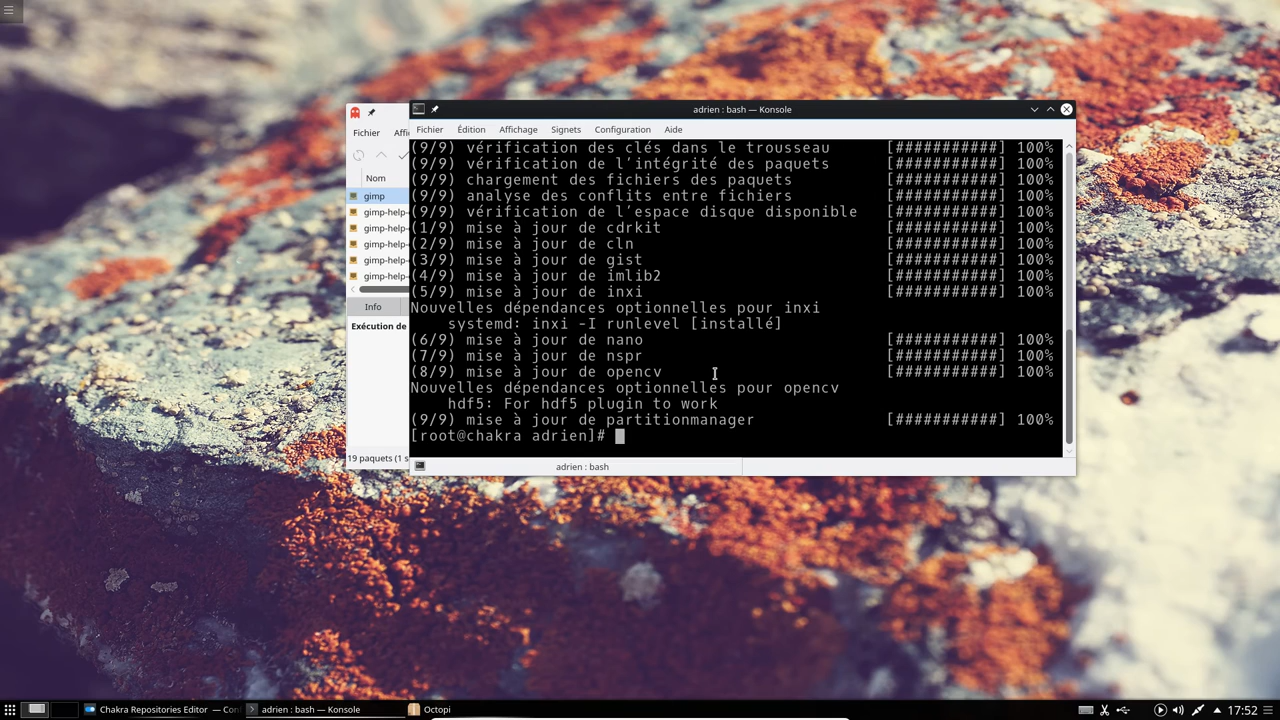 adrien : bash — Konsole
Fichier Édition Affichage Signets Configuration Aide
(9/9) vérification des clés dans le trousseau [###########] 100%
(9/9) vérification de l'intégrité des paquets [###########] 100%
(9/9) chargement des fichiers des paquets [###########] 100%
(9/9) analyse des conflits entre fichiers [###########] 100%
(9/9) vérification de l'espace disque disponible [###########] 100%
(1/9) mise à jour de cdrkit [###########] 100%
(2/9) mise à jour de cln [###########] 100%
(3/9) mise à jour de gist [###########] 100%
(4/9) mise à jour de imlib2 [###########] 100%
(5/9) mise à jour de inxi [###########] 100%
Nouvelles dépendances optionnelles pour inxi
systemd: inxi -I runlevel [installé]
(6/9) mise à jour de nano [###########] 100%
(7/9) mise à jour de nspr [###########] 100%
(8/9) mise à jour de opencv [###########] 100%
Nouvelles dépendances optionnelles pour opencv
hdf5: For hdf5 plugin to work
(9/9) mise à jour de partitionmanager [###########] 100%
[root@chakra adrien]#
adrien : bash
Fichier Affi
Nom
gimp
gimp-help-
gimp-help-
gimp-help-
gimp-help-
gimp-help-
Info
Exécution de
19 paquets (1 s
Chakra Repositories Editor — Con
adrien : bash — Konsole
Octopi
17:52